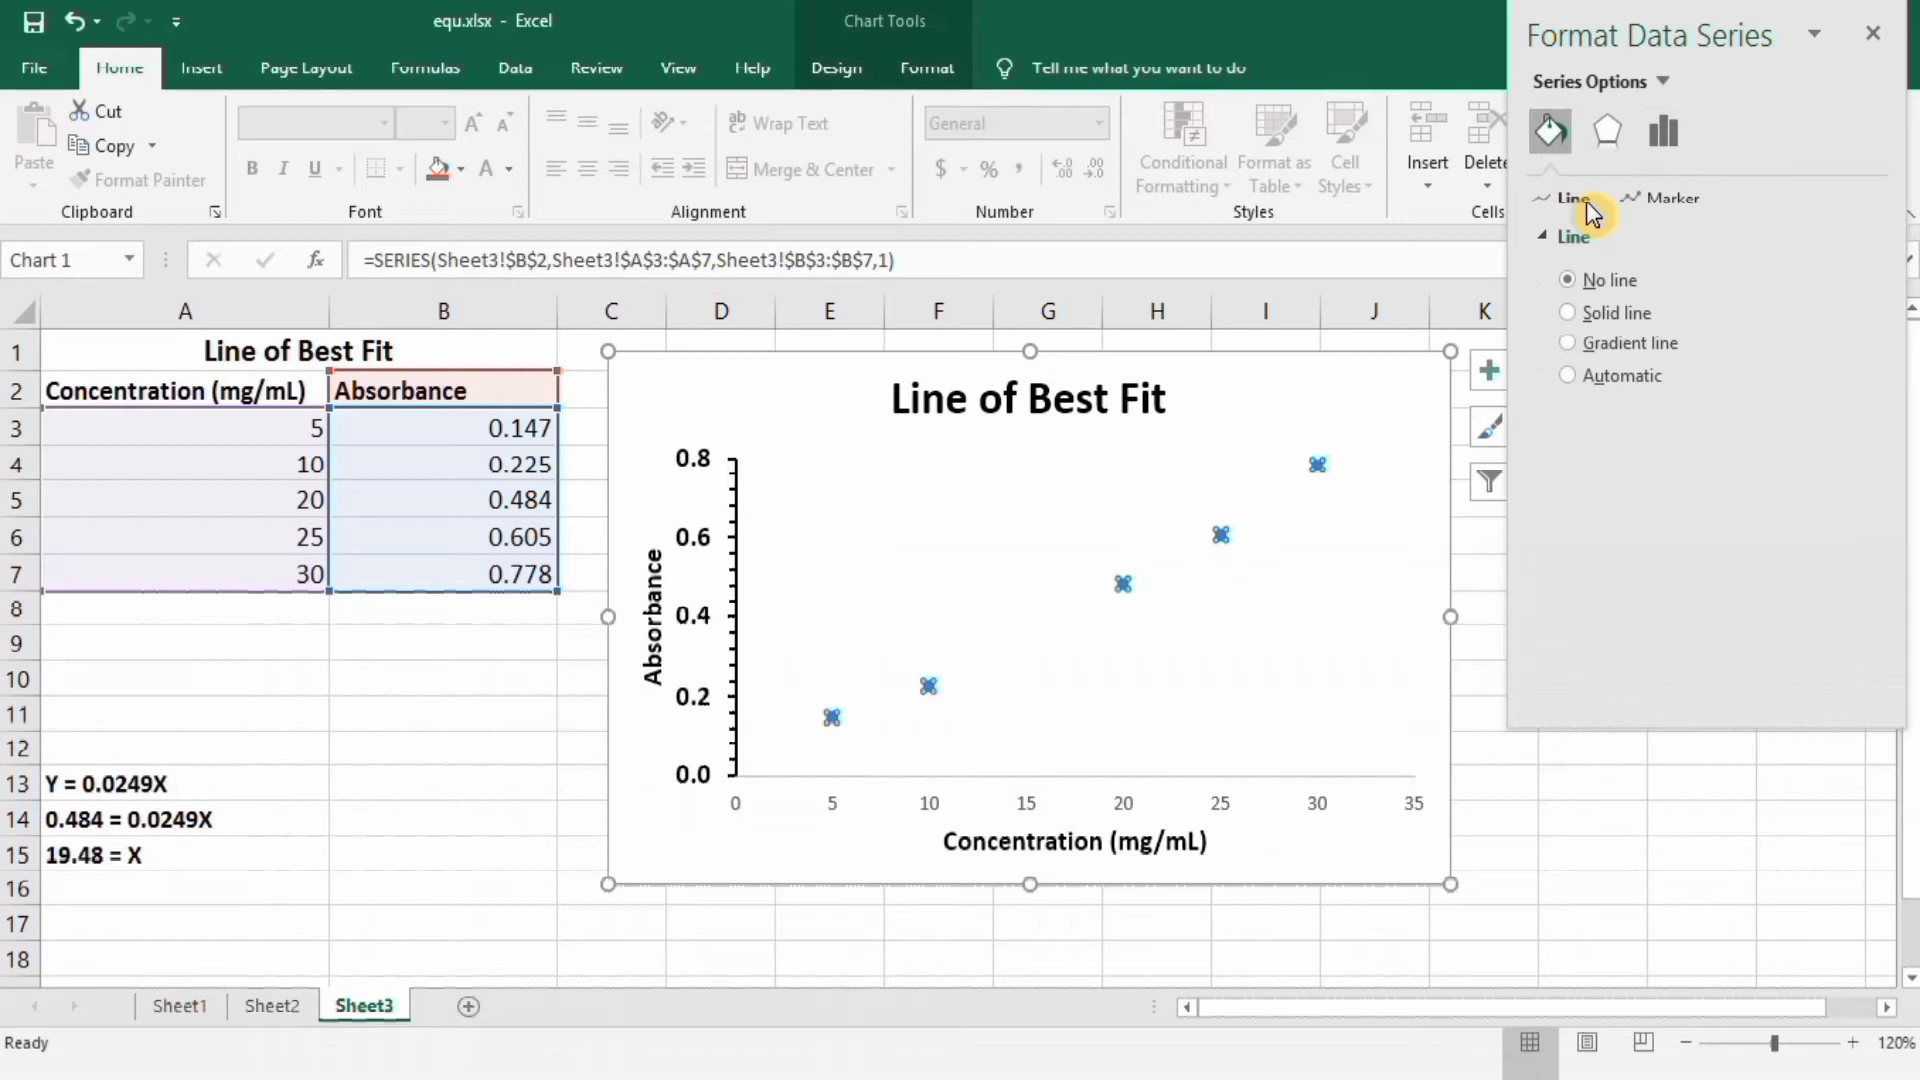 equ.xlsx - Excel
Chart Tools
File Home Insert Page Layout Formulas Data Review View Help Design Format Tell me what you want to do
Paste
Cut
Copy
Format Painter
Clipboard
B I U A A A
Font
ab Wrap Text
Merge & Center
Alignment
General
$ % ,
Number
Conditional Formatting
Format as Table
Cell Styles
Styles
Insert Delete
Cells
Chart 1 fx =SERIES(Sheet3!$B$2,Sheet3!$A$3:$A$7,Sheet3!$B$3:$B$7,1)
A B C D E F G H I J K
1 Line of Best Fit
2 Concentration (mg/mL) Absorbance
3 5 0.147
4 10 0.225
5 20 0.484
6 25 0.605
7 30 0.778
8
9
10
11
12
13 Y = 0.0249X
14 0.484 = 0.0249X
15 19.48 = X
16
17
18
Line of Best Fit
0.8
0.6
0.4
0.2
0.0
Absorbance
0 5 10 15 20 25 30 35
Concentration (mg/mL)
Format Data Series
Series Options
Line Marker
Line
No line
Solid line
Gradient line
Automatic
Sheet1 Sheet2 Sheet3
Ready
120%